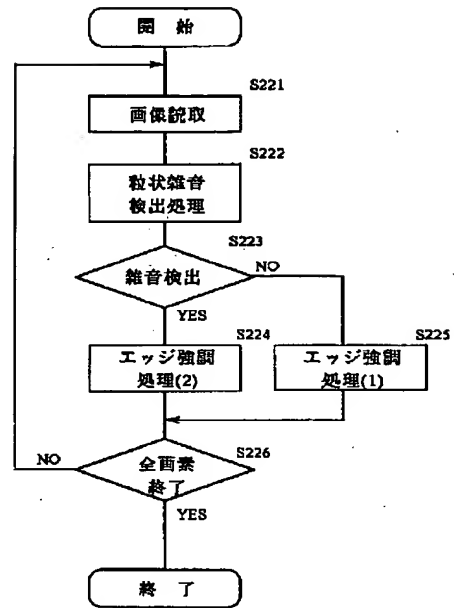 開 始
S221
画像読取
S222
粒状雑音
検出処理
S223
雑音検出
NO
YES
S224
エッジ強調
処理(2)
S225
エッジ強調
処理(1)
S226
NO
全画素
終了
YES
終 了